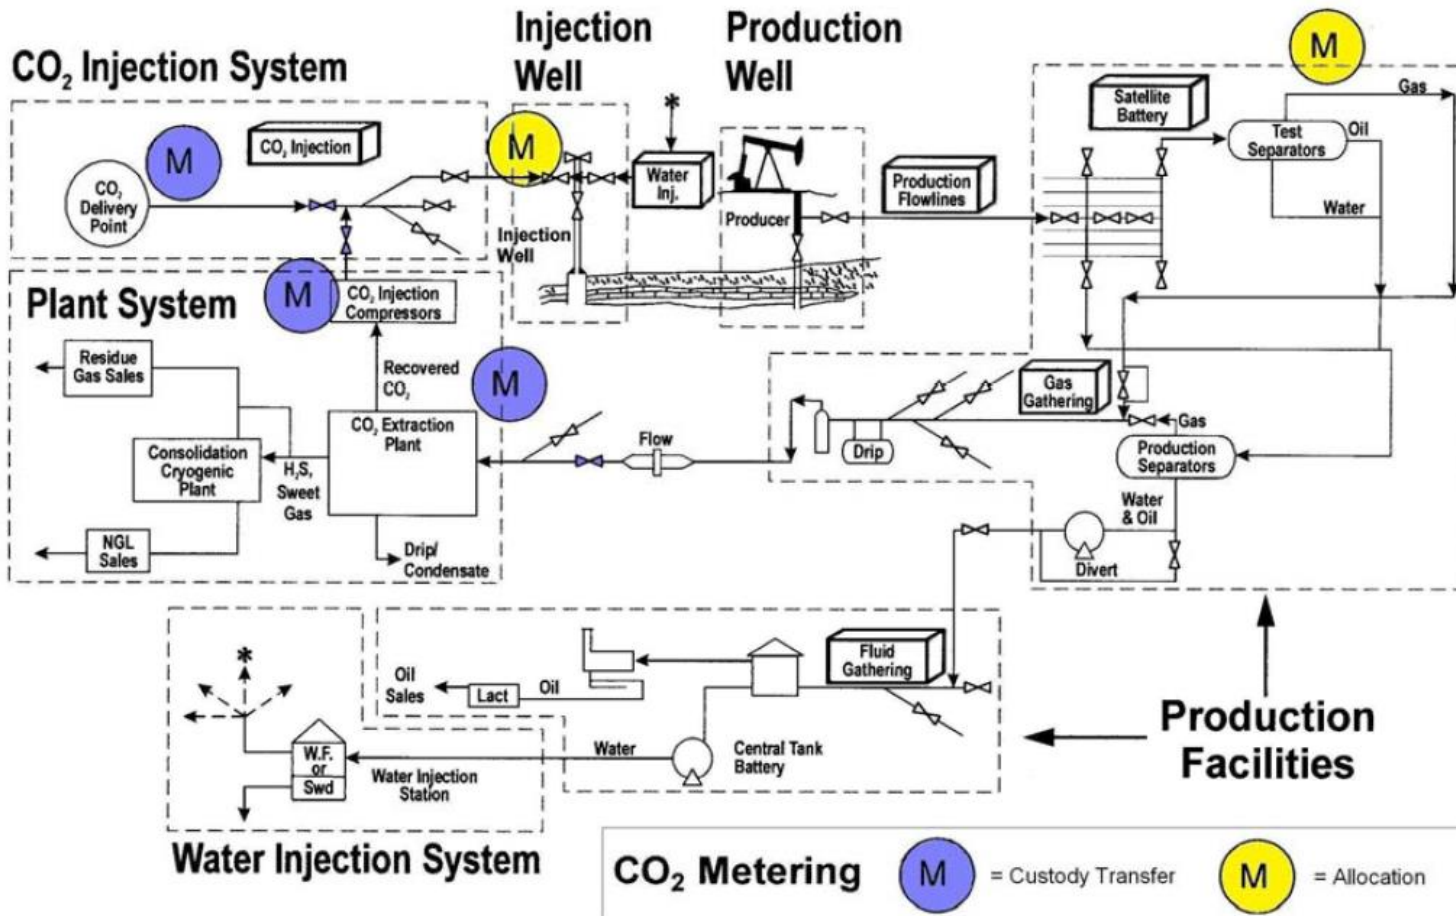 CO₂ Injection System
Injection
Well
Production
Well
M
M
CO₂ Injection
CO₂
Delivery
Point
M
*
Water
Inj.
Injection
Well
Producer
Production
Flowlines
Satellite
Battery
Test
Separators
Gas
Oil
Water
Plant System
M
CO₂ Injection
Compressors
Residue
Gas Sales
Recovered
CO₂
M
CO₂ Extraction
Plant
Consolidation
Cryogenic
Plant
H₂S,
Sweet
Gas
NGL
Sales
Drip/
Condensate
Flow
Drip
Gas
Gathering
Gas
Production
Separators
Water
& Oil
Divert
Fluid
Gathering
Oil
Sales
Lact
Oil
Water
Central Tank
Battery
Production
Facilities
*
W.F.
or
Swd
Water Injection
Station
Water Injection System
CO₂ Metering
M = Custody Transfer
M = Allocation